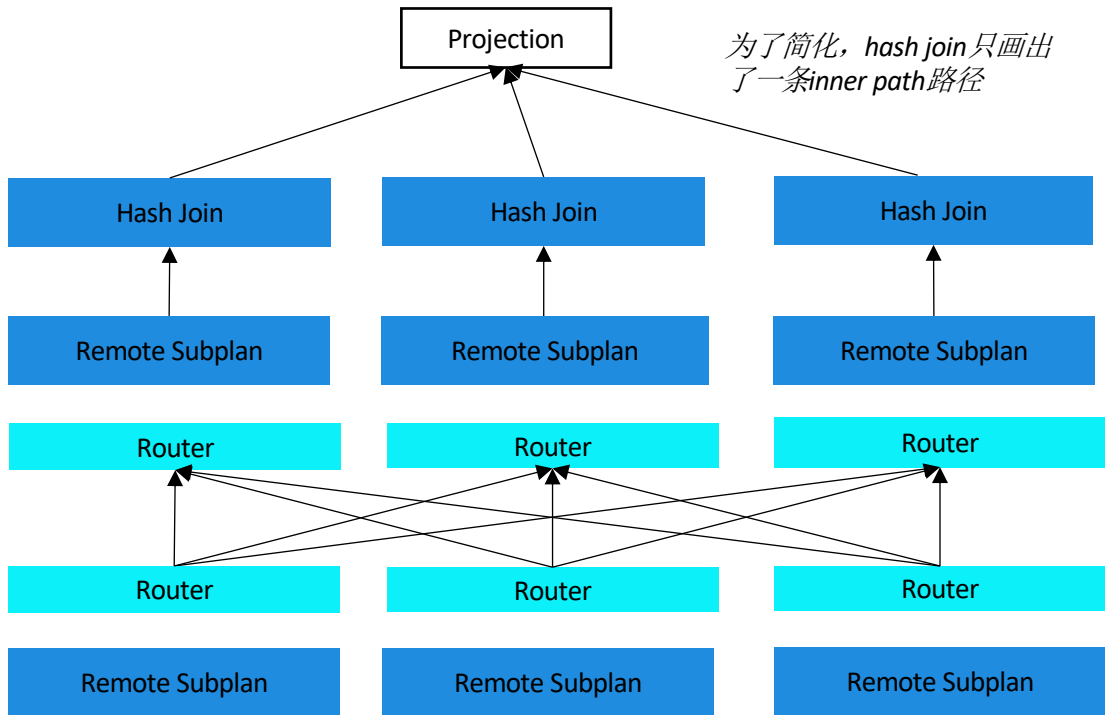 Projection
为了简化，hash join只画出
了一条inner path路径
Hash Join
Hash Join
Hash Join
Remote Subplan
Remote Subplan
Remote Subplan
Router
Router
Router
Router
Router
Router
Remote Subplan
Remote Subplan
Remote Subplan